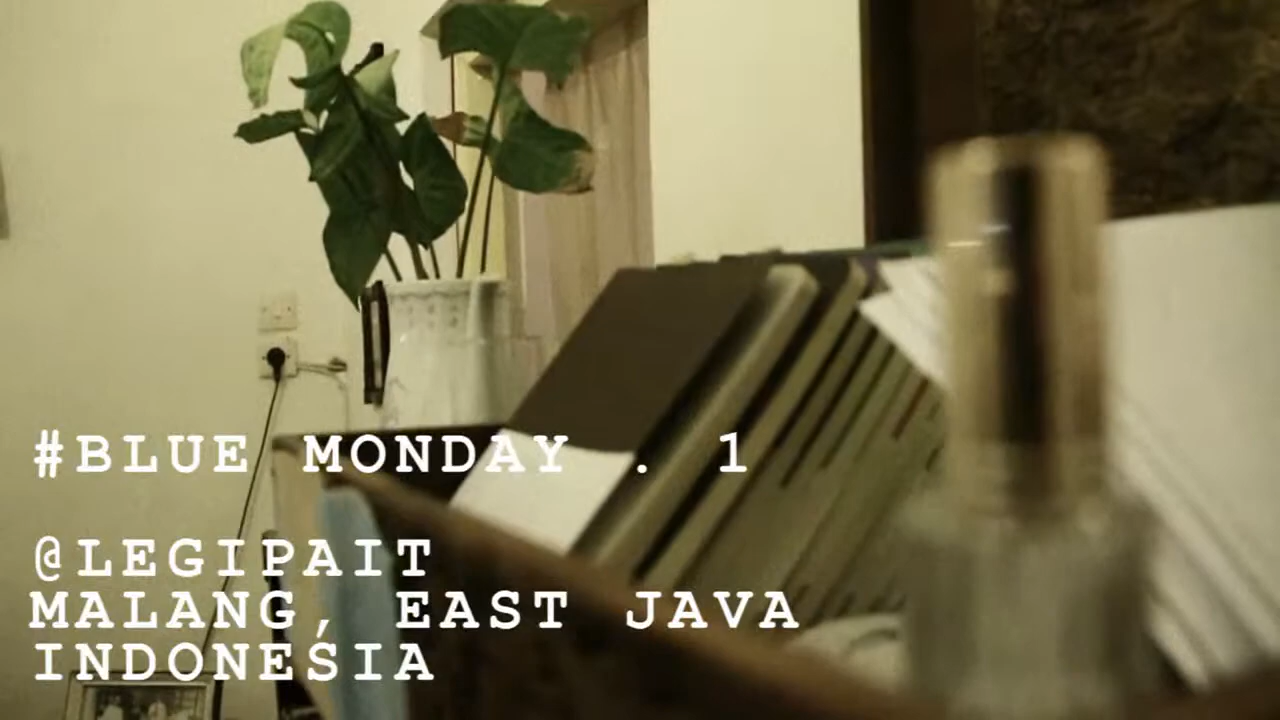 #BLUE MONDAY . 1
@LEGIPAIT
MALANG, EAST JAVA
INDONESIA